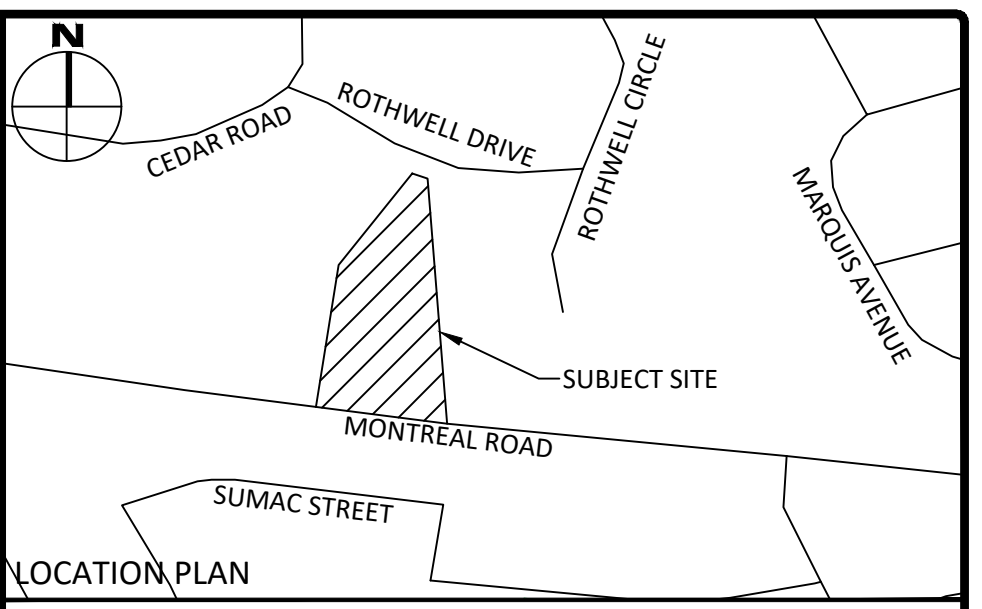 N
CEDAR ROAD
ROTHWELL DRIVE
ROTHWELL CIRCLE
MARQUIS AVENUE
SUBJECT SITE
MONTREAL ROAD
SUMAC STREET
LOCATION PLAN